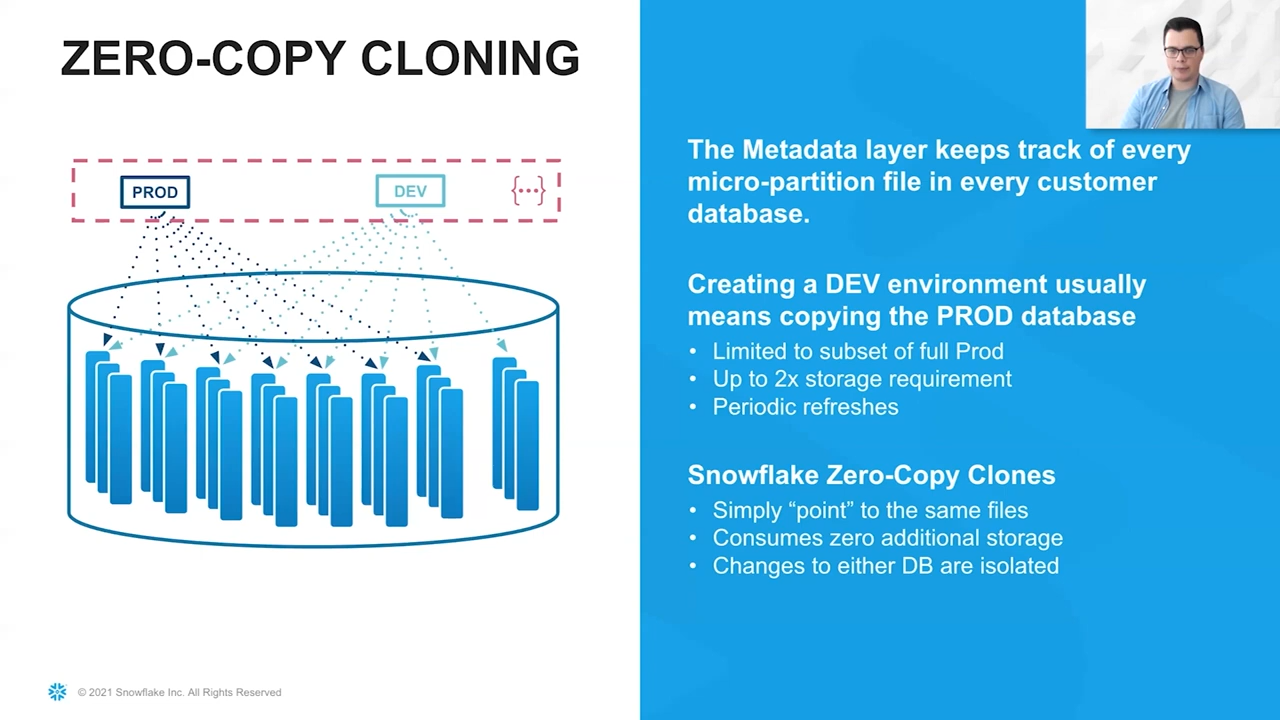 ZERO-COPY CLONING
PROD
DEV
{•••}
The Metadata layer keeps track of every
micro-partition file in every customer
database.
Creating a DEV environment usually
means copying the PROD database
• Limited to subset of full Prod
• Up to 2x storage requirement
• Periodic refreshes
Snowflake Zero-Copy Clones
• Simply “point” to the same files
• Consumes zero additional storage
• Changes to either DB are isolated
© 2021 Snowflake Inc. All Rights Reserved